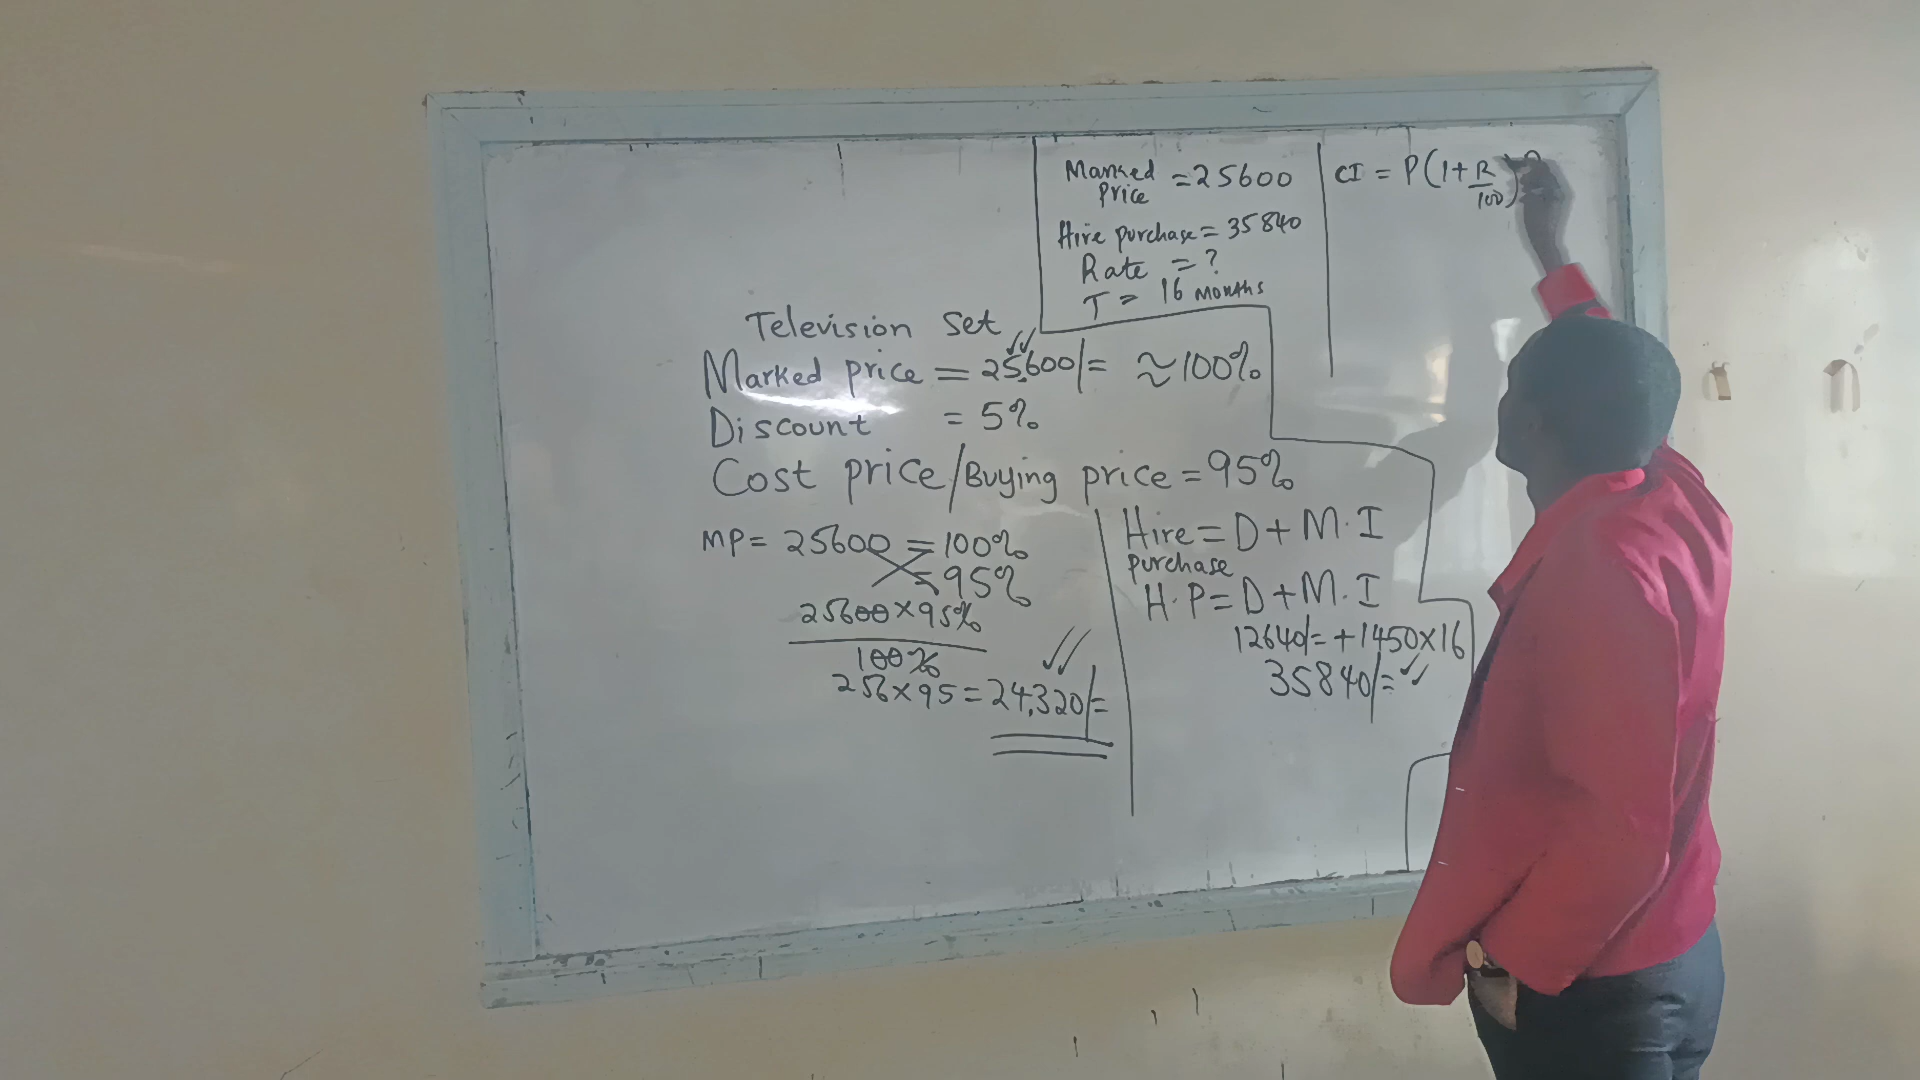 Marked = 25600
price
Hire purchase = 35840
Rate = ?
T = 16 months
CI = P(1+R/100)
Television Set
Marked price = 25,600/= ≈ 100%
Discount = 5%
Cost price/Buying price = 95%
MP = 25600 = 100%
= 95%
25600 x 95%
100%
256 x 95 = 24,320/=
Hire = D + M.I
purchase
H.P = D + M.I
12640/= + 1450 x 16
35840/=